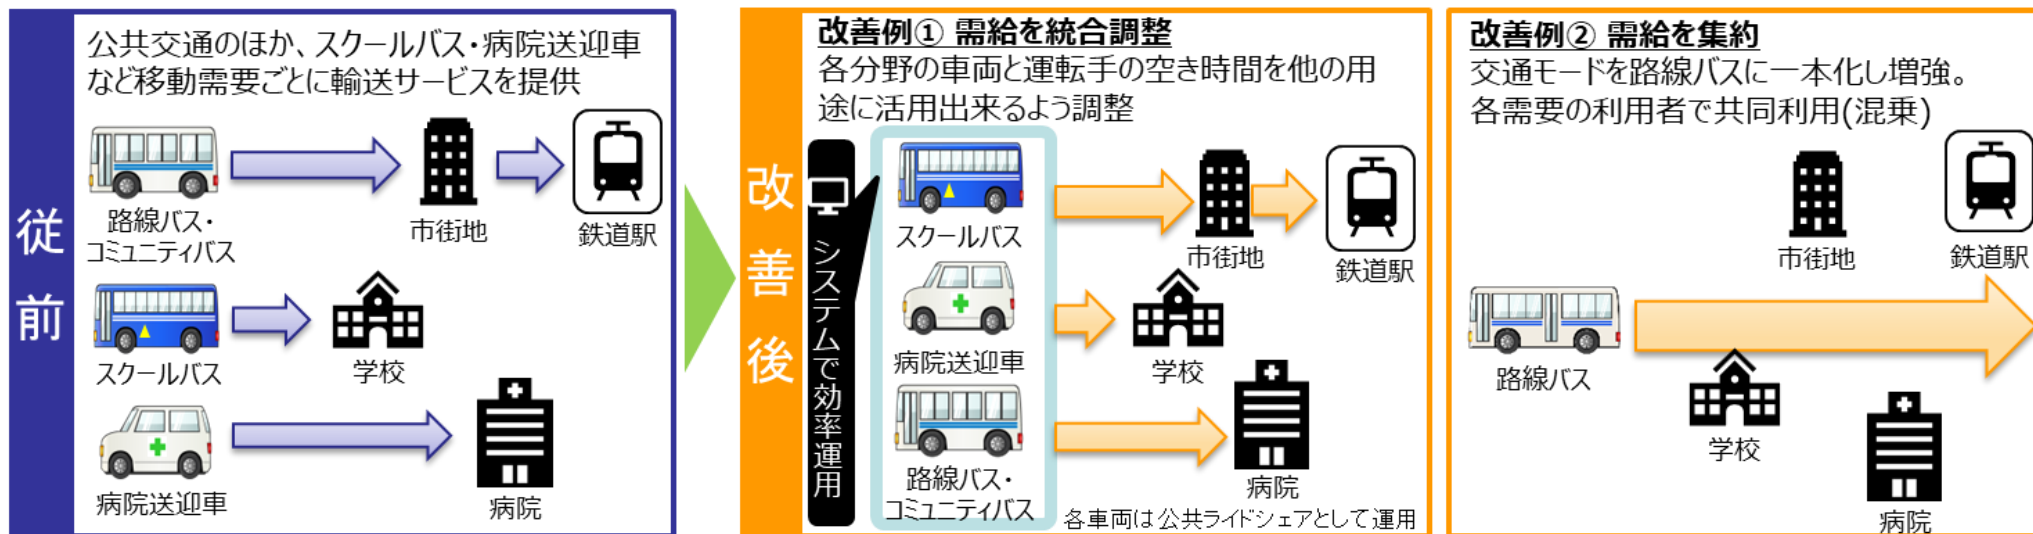 従前
公共交通のほか、スクールバス・病院送迎車
など移動需要ごとに輸送サービスを提供
路線バス・
コミュニティバス
市街地
鉄道駅
スクールバス
学校
病院送迎車
病院
改善後
改善例① 需給を統合調整
各分野の車両と運転手の空き時間を他の用
途に活用出来るよう調整
システムで効率運用
スクールバス
市街地
鉄道駅
病院送迎車
学校
路線バス・
コミュニティバス
病院
各車両は公共ライドシェアとして運用
改善例② 需給を集約
交通モードを路線バスに一本化し増強。
各需要の利用者で共同利用(混乗)
市街地
鉄道駅
路線バス
学校
病院